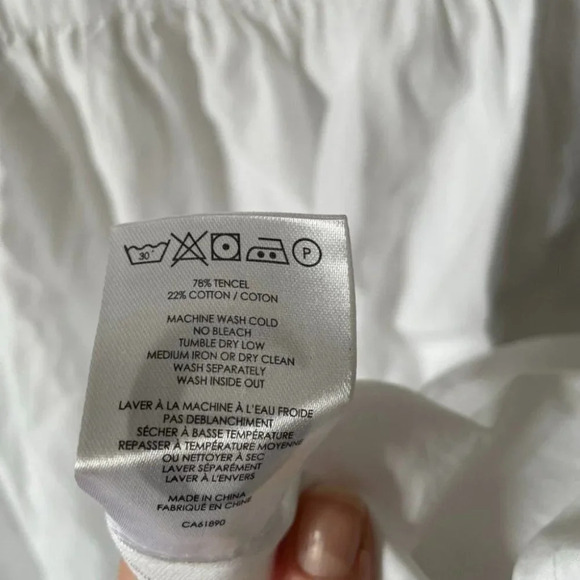 30°
P
78% TENCEL
22% COTTON / COTON
MACHINE WASH COLD
NO BLEACH
TUMBLE DRY LOW
MEDIUM IRON OR DRY CLEAN
WASH SEPARATELY
WASH INSIDE OUT
LAVER À LA MACHINE À L'EAU FROIDE
PAS DEBLANCHIMENT
SÉCHER À BASSE TEMPÉRATURE
REPASSER À TEMPÉRATURE MOYENNE
OU NETTOYER À SEC
LAVER SÉPARÉMENT
LAVER À L'ENVERS
MADE IN CHINA
FABRIQUÉ EN CHINE
CA61890